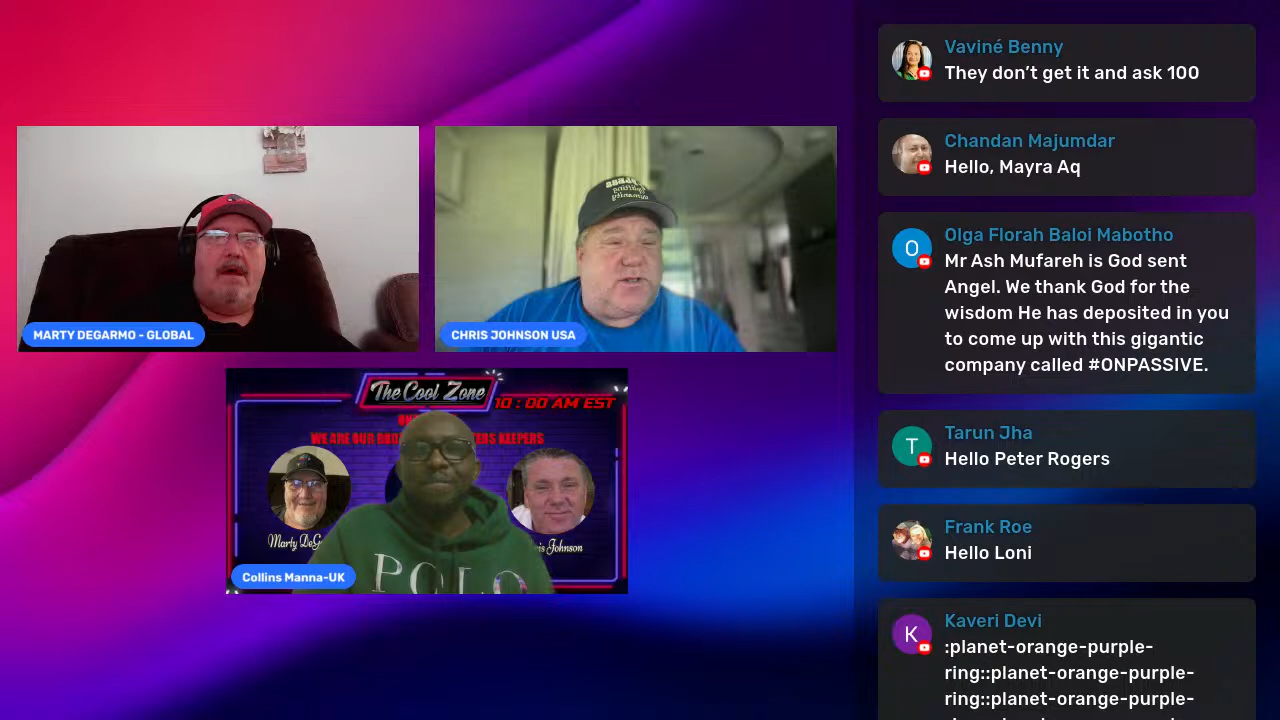 MARTY DEGARMO - GLOBAL
CHRIS JOHNSON USA
The Cool Zone
10 : 00 AM EST
WE ARE OUR
KEEPERS
Marty
Johnson
POLO
Collins Manna-UK
Vaviné Benny
They don’t get it and ask 100
Chandan Majumdar
Hello, Mayra Aq
O
Olga Florah Baloi Mabotho
Mr Ash Mufareh is God sent
Angel. We thank God for the
wisdom He has deposited in you
to come up with this gigantic
company called #ONPASSIVE.
T
Tarun Jha
Hello Peter Rogers
Frank Roe
Hello Loni
K
Kaveri Devi
:planet-orange-purple-
ring::planet-orange-purple-
ring::planet-orange-purple-